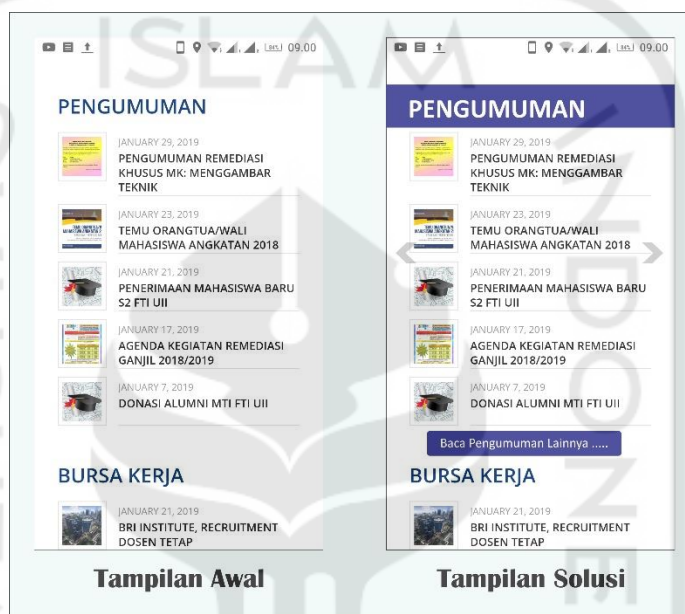 ISLAM
INDONE
09.00
PENGUMUMAN
JANUARY 29, 2019
PENGUMUMAN REMEDIASI
KHUSUS MK: MENGGAMBAR
TEKNIK
JANUARY 23, 2019
TEMU ORANGTUA/WALI
MAHASISWA ANGKATAN 2018
JANUARY 21, 2019
PENERIMAAN MAHASISWA BARU
S2 FTI UII
JANUARY 17, 2019
AGENDA KEGIATAN REMEDIASI
GANJIL 2018/2019
JANUARY 7, 2019
DONASI ALUMNI MTI FTI UII
BURSA KERJA
JANUARY 21, 2019
BRI INSTITUTE, RECRUITMENT
DOSEN TETAP
Tampilan Awal
09.00
PENGUMUMAN
JANUARY 29, 2019
PENGUMUMAN REMEDIASI
KHUSUS MK: MENGGAMBAR
TEKNIK
JANUARY 23, 2019
TEMU ORANGTUA/WALI
MAHASISWA ANGKATAN 2018
JANUARY 21, 2019
PENERIMAAN MAHASISWA BARU
S2 FTI UII
JANUARY 17, 2019
AGENDA KEGIATAN REMEDIASI
GANJIL 2018/2019
JANUARY 7, 2019
DONASI ALUMNI MTI FTI UII
Baca Pengumuman Lainnya .....
BURSA KERJA
JANUARY 21, 2019
BRI INSTITUTE, RECRUITMENT
DOSEN TETAP
Tampilan Solusi